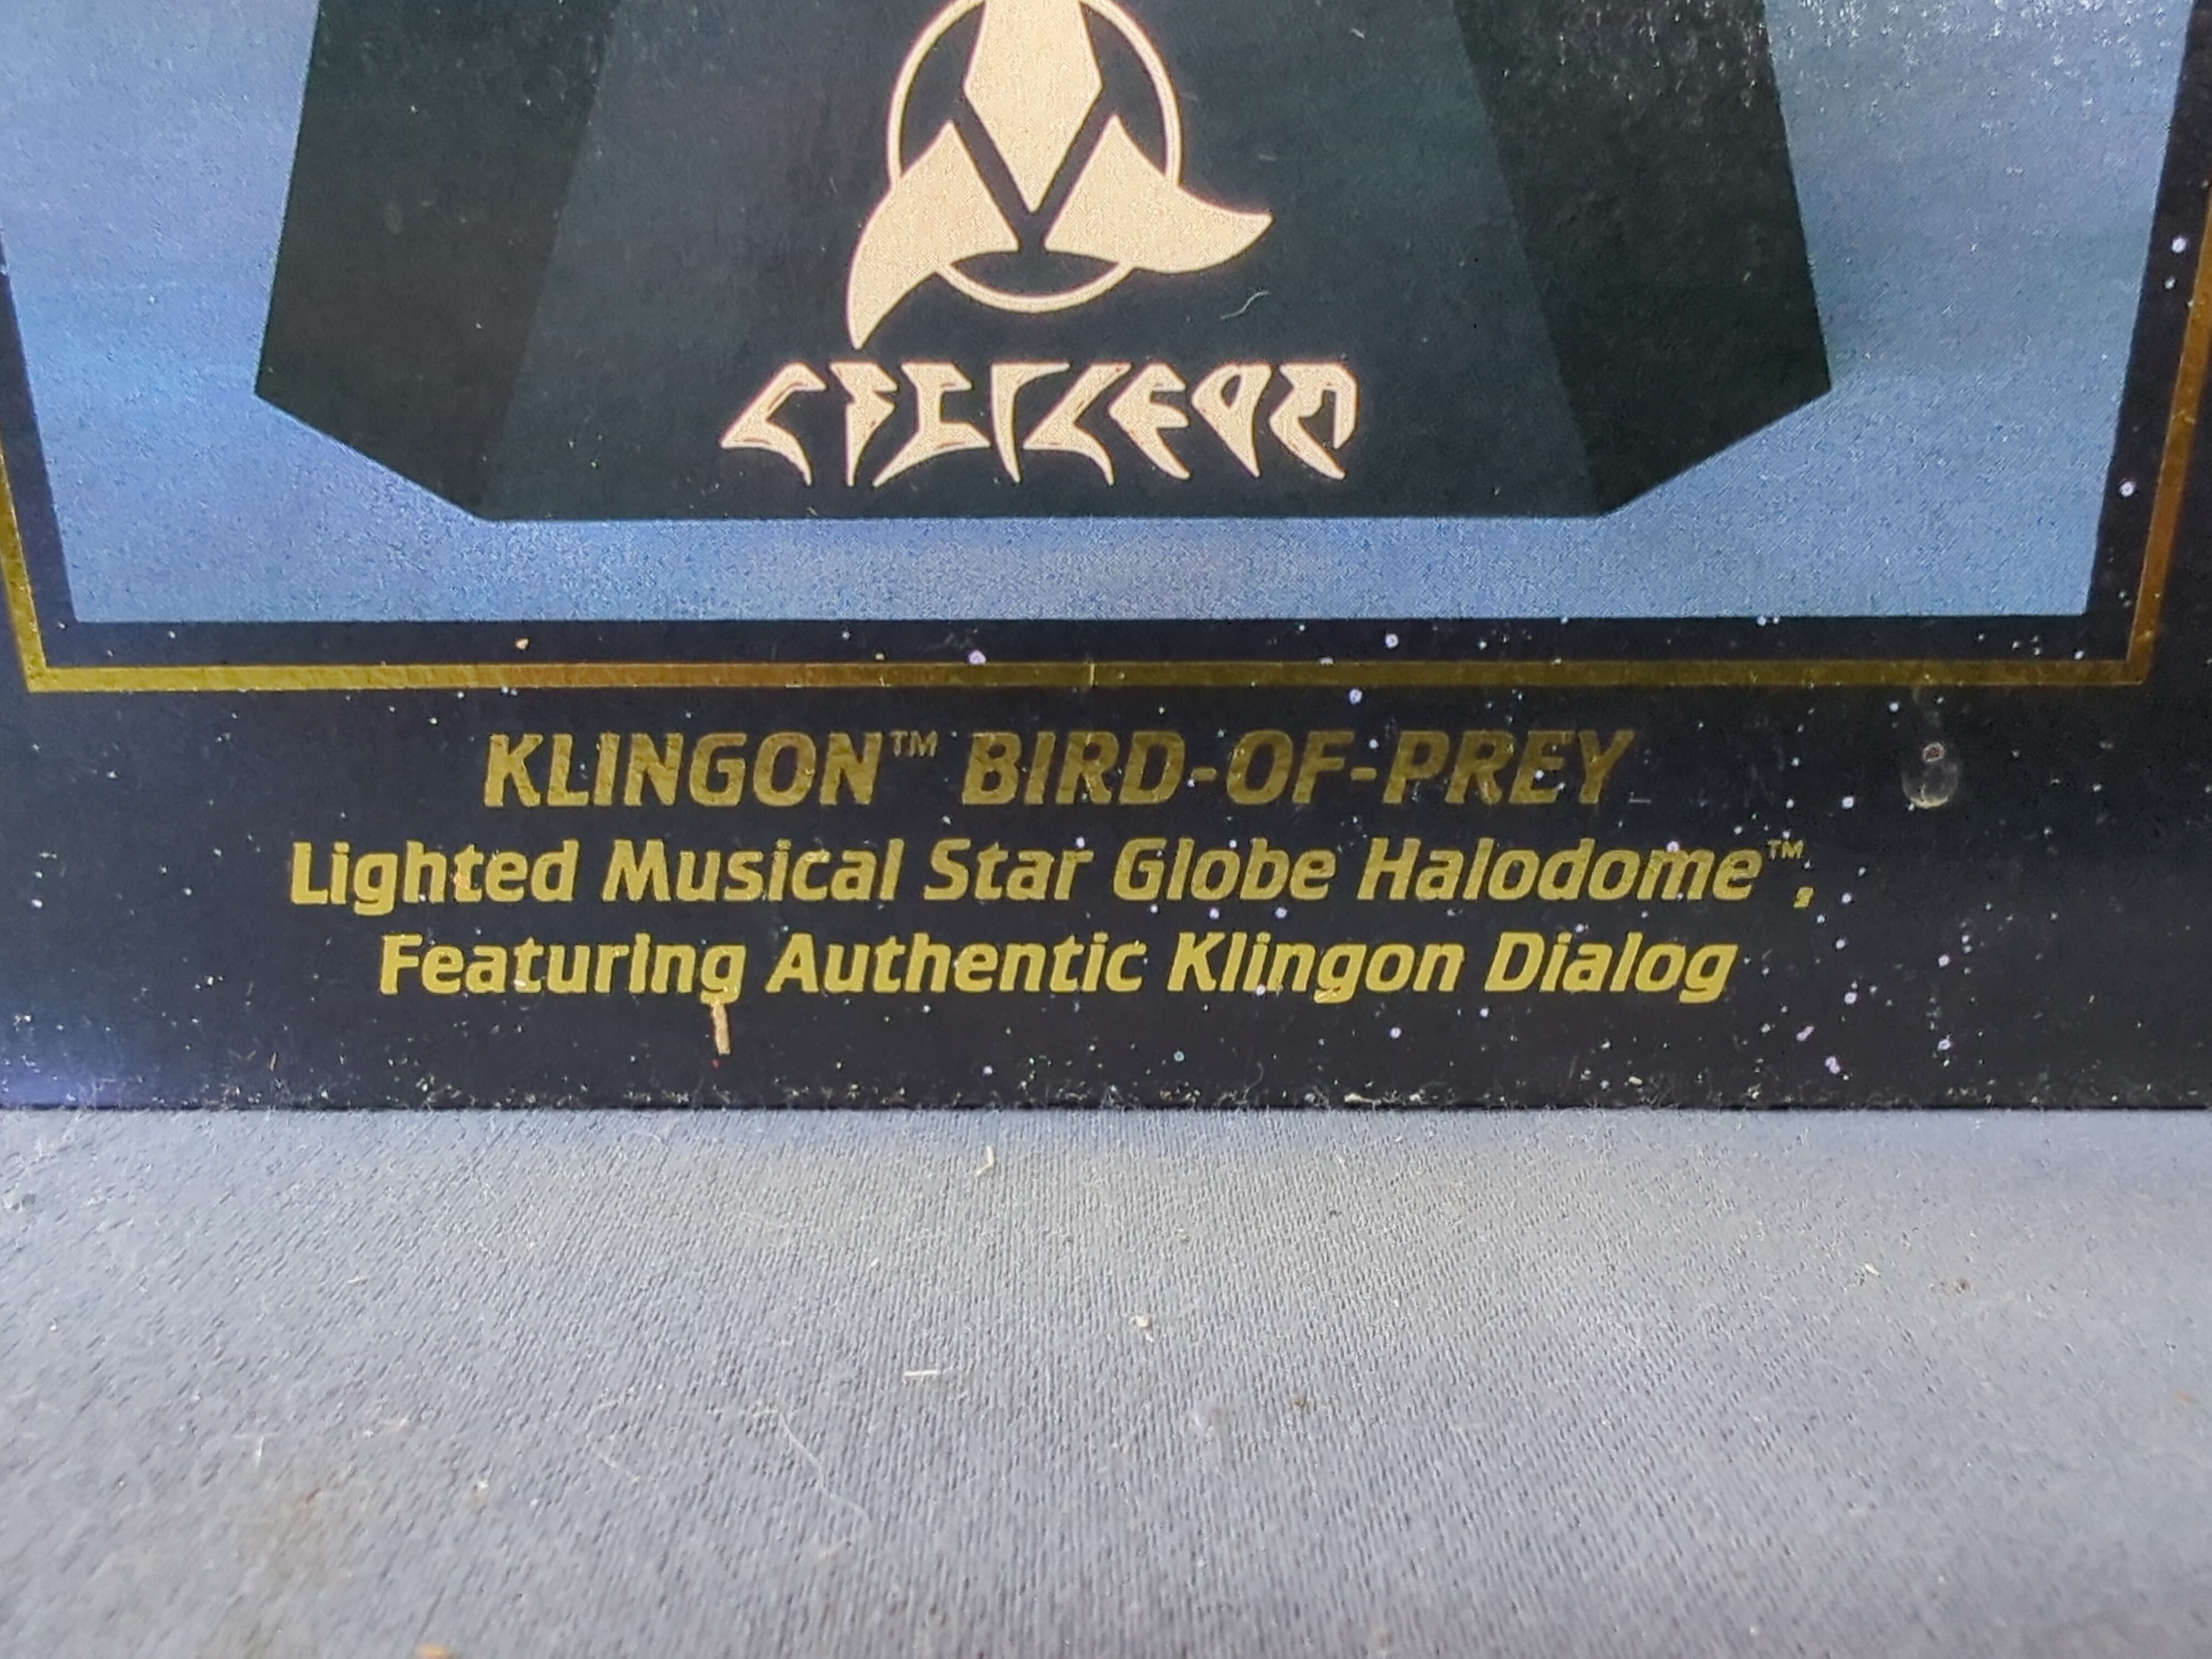 KLINGON™ BIRD-OF-PREY
Lighted Musical Star Globe Halodome™,
Featuring Authentic Klingon Dialog